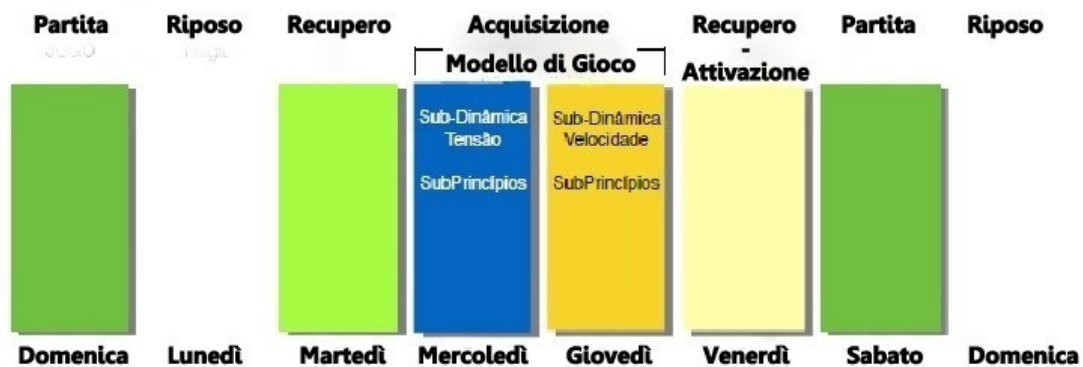 Partita Riposo Recupero Acquisizione Recupero Partita Riposo
-
Modello di Gioco Attivazione
Sub-Dinâmica Sub-Dinâmica
Tensão Velocidade
SubPrincípios SubPrincípios
Domenica Lunedì Martedì Mercoledì Giovedì Venerdì Sabato Domenica